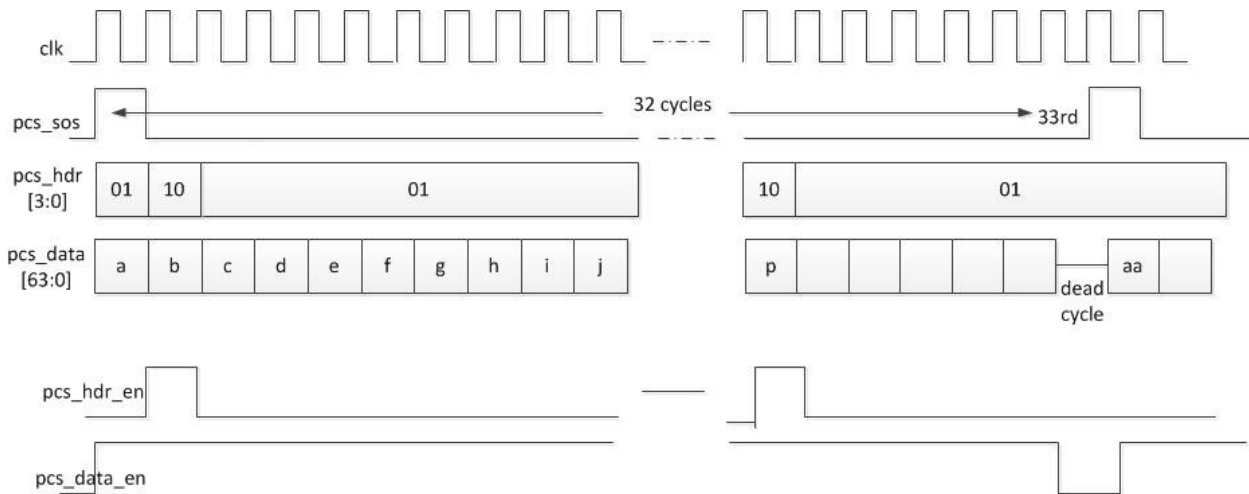 clk
pcs_sos
32 cycles
33rd
pcs_hdr
[3:0]
01 10 01 10 01
pcs_data
[63:0]
a b c d e f g h i j p aa
dead
cycle
pcs_hdr_en
pcs_data_en